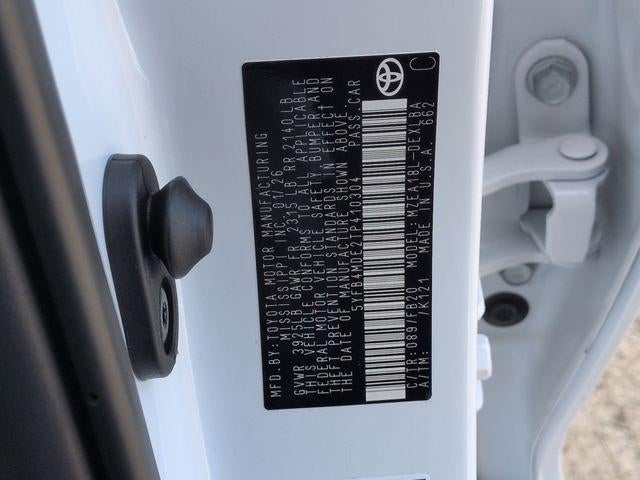 MFD.BY:TOYOTA MOTOR MANUFACTURING
MISSISSIPPI, INC. 01/26
GVWR 3925LB GAWR FR 2315 LB RR 2140LB
THIS VEHICLE CONFORMS TO ALL APPLICABLE
FEDERAL MOTOR VEHICLE SAFETY, BUMPER AND
THEFT PREVENTION STANDARDS IN EFFECT ON
THE DATE OF MANUFACTURE SHOWN ABOVE.
5YFB4MDE2TP410304 PASS.CAR
C/TR:089/FB20 MODEL:MZEA18L-DEXLBA
A/TM: /K121 MADE IN U.S.A. 662
C